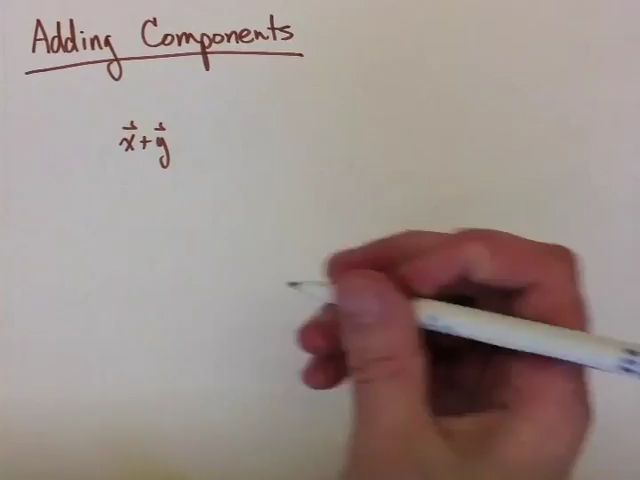 Adding Components
x⃗ + y⃗